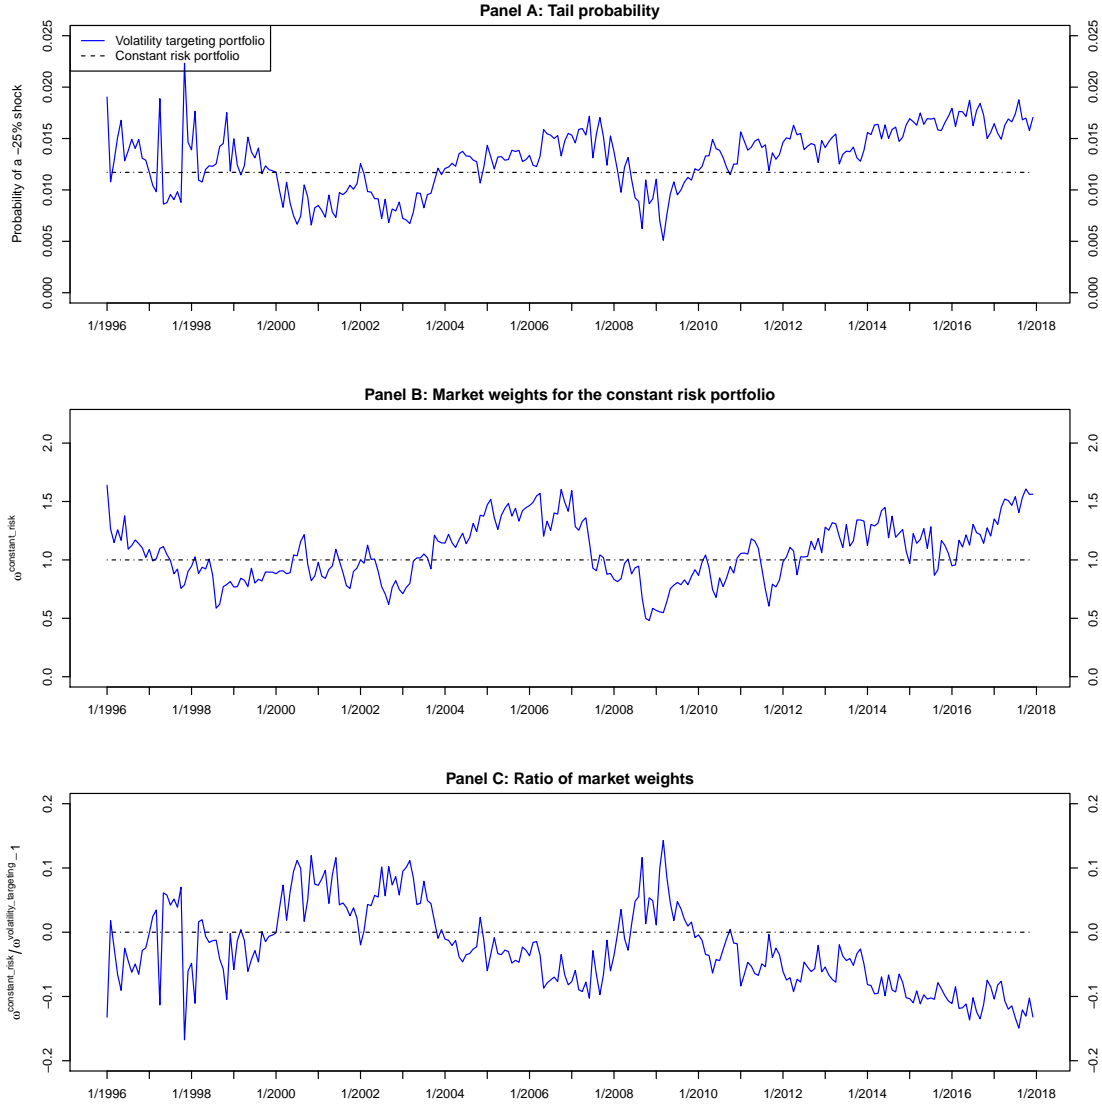 Panel A: Tail probability
Volatility targeting portfolio
Constant risk portfolio
Probability of a −25% shock
0.000 0.005 0.010 0.015 0.020 0.025
0.000 0.005 0.010 0.015 0.020 0.025
1/1996 1/1998 1/2000 1/2002 1/2004 1/2006 1/2008 1/2010 1/2012 1/2014 1/2016 1/2018
Panel B: Market weights for the constant risk portfolio
ω^constant_risk
0.0 0.5 1.0 1.5 2.0
0.0 0.5 1.0 1.5 2.0
1/1996 1/1998 1/2000 1/2002 1/2004 1/2006 1/2008 1/2010 1/2012 1/2014 1/2016 1/2018
Panel C: Ratio of market weights
ω^constant_risk / ω^volatility_targeting − 1
−0.2 −0.1 0.0 0.1 0.2
−0.2 −0.1 0.0 0.1 0.2
1/1996 1/1998 1/2000 1/2002 1/2004 1/2006 1/2008 1/2010 1/2012 1/2014 1/2016 1/2018